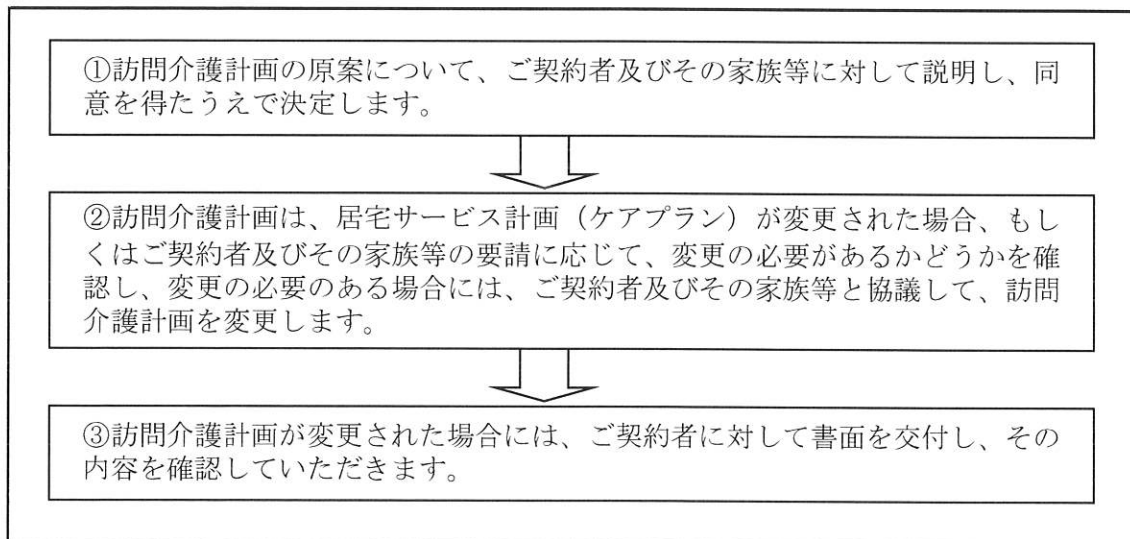 ①訪問介護計画の原案について、ご契約者及びその家族等に対して説明し、同
意を得たうえで決定します。
②訪問介護計画は、居宅サービス計画（ケアプラン）が変更された場合、もし
くはご契約者及びその家族等の要請に応じて、変更の必要があるかどうかを確
認し、変更の必要のある場合には、ご契約者及びその家族等と協議して、訪問
介護計画を変更します。
③訪問介護計画が変更された場合には、ご契約者に対して書面を交付し、その
内容を確認していただきます。